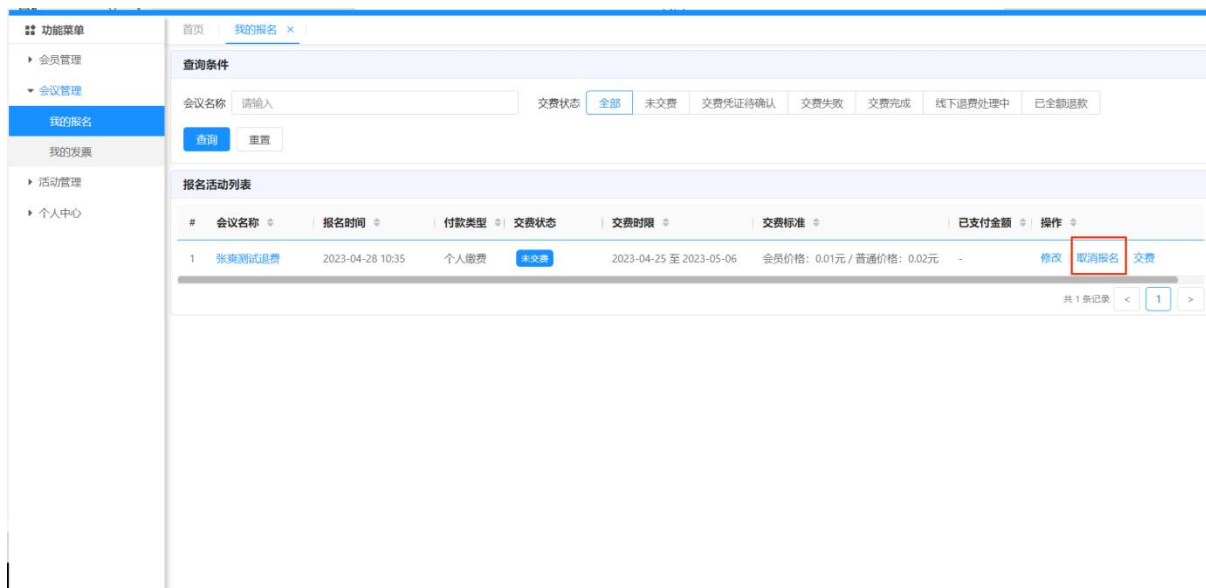 功能菜单
首页 我的报名 ×
会员管理
会议管理
我的报名
我的发票
活动管理
个人中心
查询条件
会议名称 请输入 交费状态 全部 未交费 交费凭证待确认 交费失败 交费完成 线下退费处理中 已全额退款
查询 重置
报名活动列表
# 会议名称 报名时间 付款类型 交费状态 交费时限 交费标准 已支付金额 操作
1 张爽测试退费 2023-04-28 10:35 个人缴费 未交费 2023-04-25 至 2023-05-06 会员价格：0.01元 / 普通价格：0.02元 - 修改 取消报名 交费
共 1 条记录 < 1 >